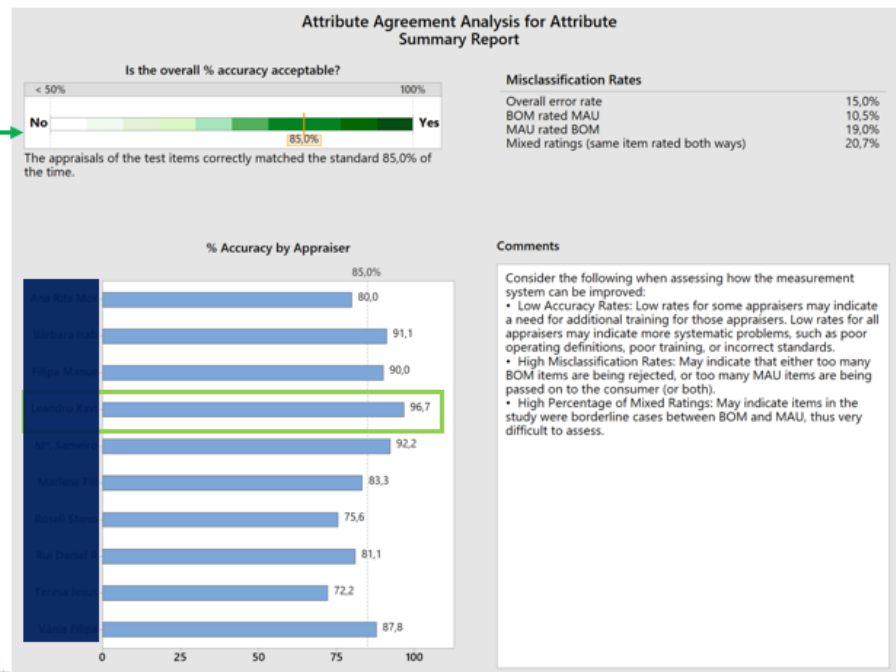 Attribute Agreement Analysis for Attribute
Summary Report
Is the overall % accuracy acceptable?
< 50%
100%
No
Yes
85,0%
The appraisals of the test items correctly matched the standard 85,0% of
the time.
Misclassification Rates
Overall error rate 15,0%
BOM rated MAU 10,5%
MAU rated BOM 19,0%
Mixed ratings (same item rated both ways) 20,7%
% Accuracy by Appraiser
85,0%
80,0
91,1
90,0
96,7
92,2
83,3
75,6
81,1
72,2
87,8
0 25 50 75 100
Comments
Consider the following when assessing how the measurement
system can be improved:
• Low Accuracy Rates: Low rates for some appraisers may indicate
a need for additional training for those appraisers. Low rates for all
appraisers may indicate more systematic problems, such as poor
operating definitions, poor training, or incorrect standards.
• High Misclassification Rates: May indicate that either too many
BOM items are being rejected, or too many MAU items are being
passed on to the consumer (or both).
• High Percentage of Mixed Ratings: May indicate items in the
study were borderline cases between BOM and MAU, thus very
difficult to assess.